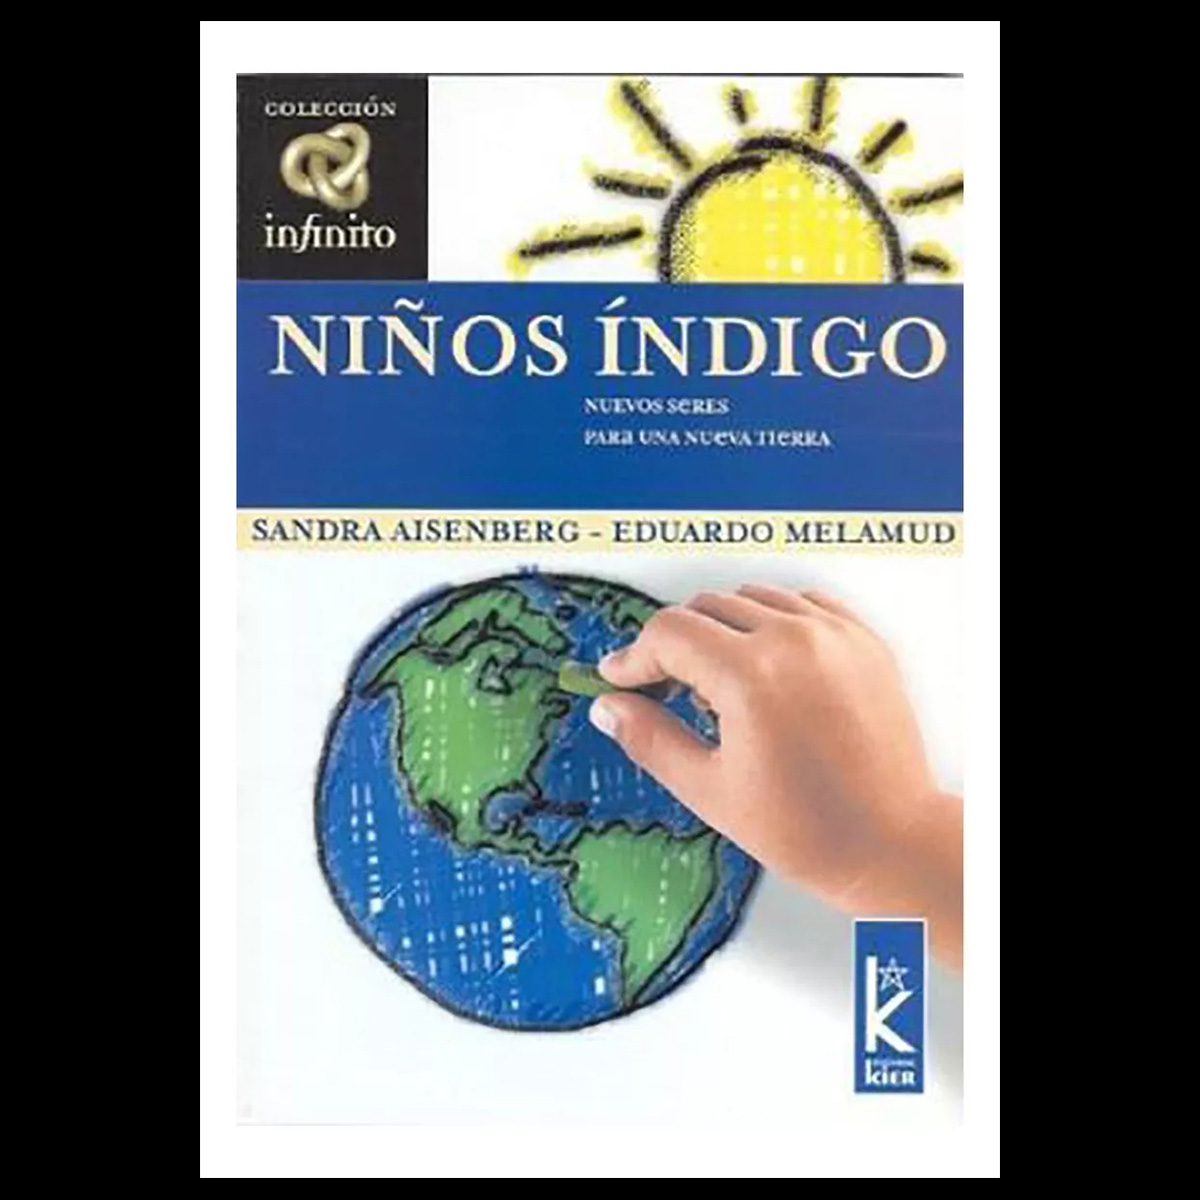 COLECCIÓN
infinito
NIÑOS ÍNDIGO
NUEVOS SeRES
PARa UNA NUeVA TIeRRA
SANDRA AISENBERG - EDUARDO MELAMUD
k
kier